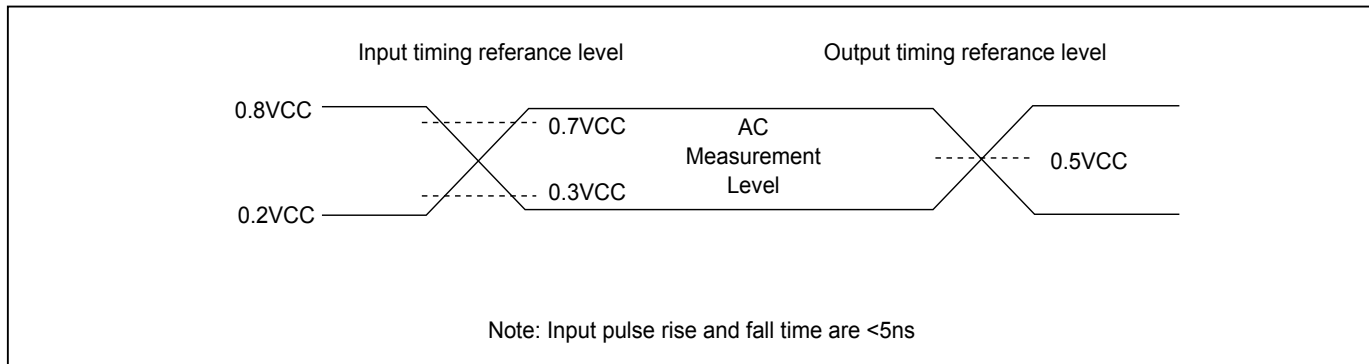 Input timing referance level
Output timing referance level
0.8VCC
0.7VCC
AC
Measurement
Level
0.5VCC
0.3VCC
0.2VCC
Note: Input pulse rise and fall time are <5ns